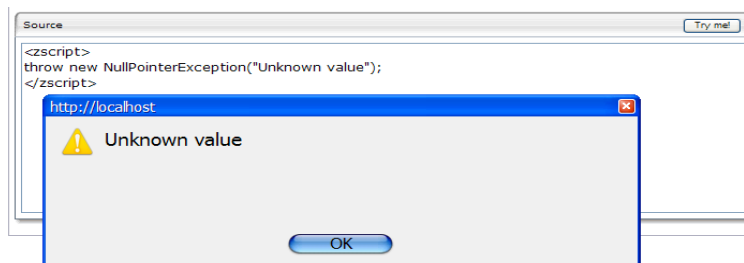 Source
Try me!
<zscript>
throw new NullPointerException("Unknown value");
</zscript>
http://localhost
Unknown value
OK